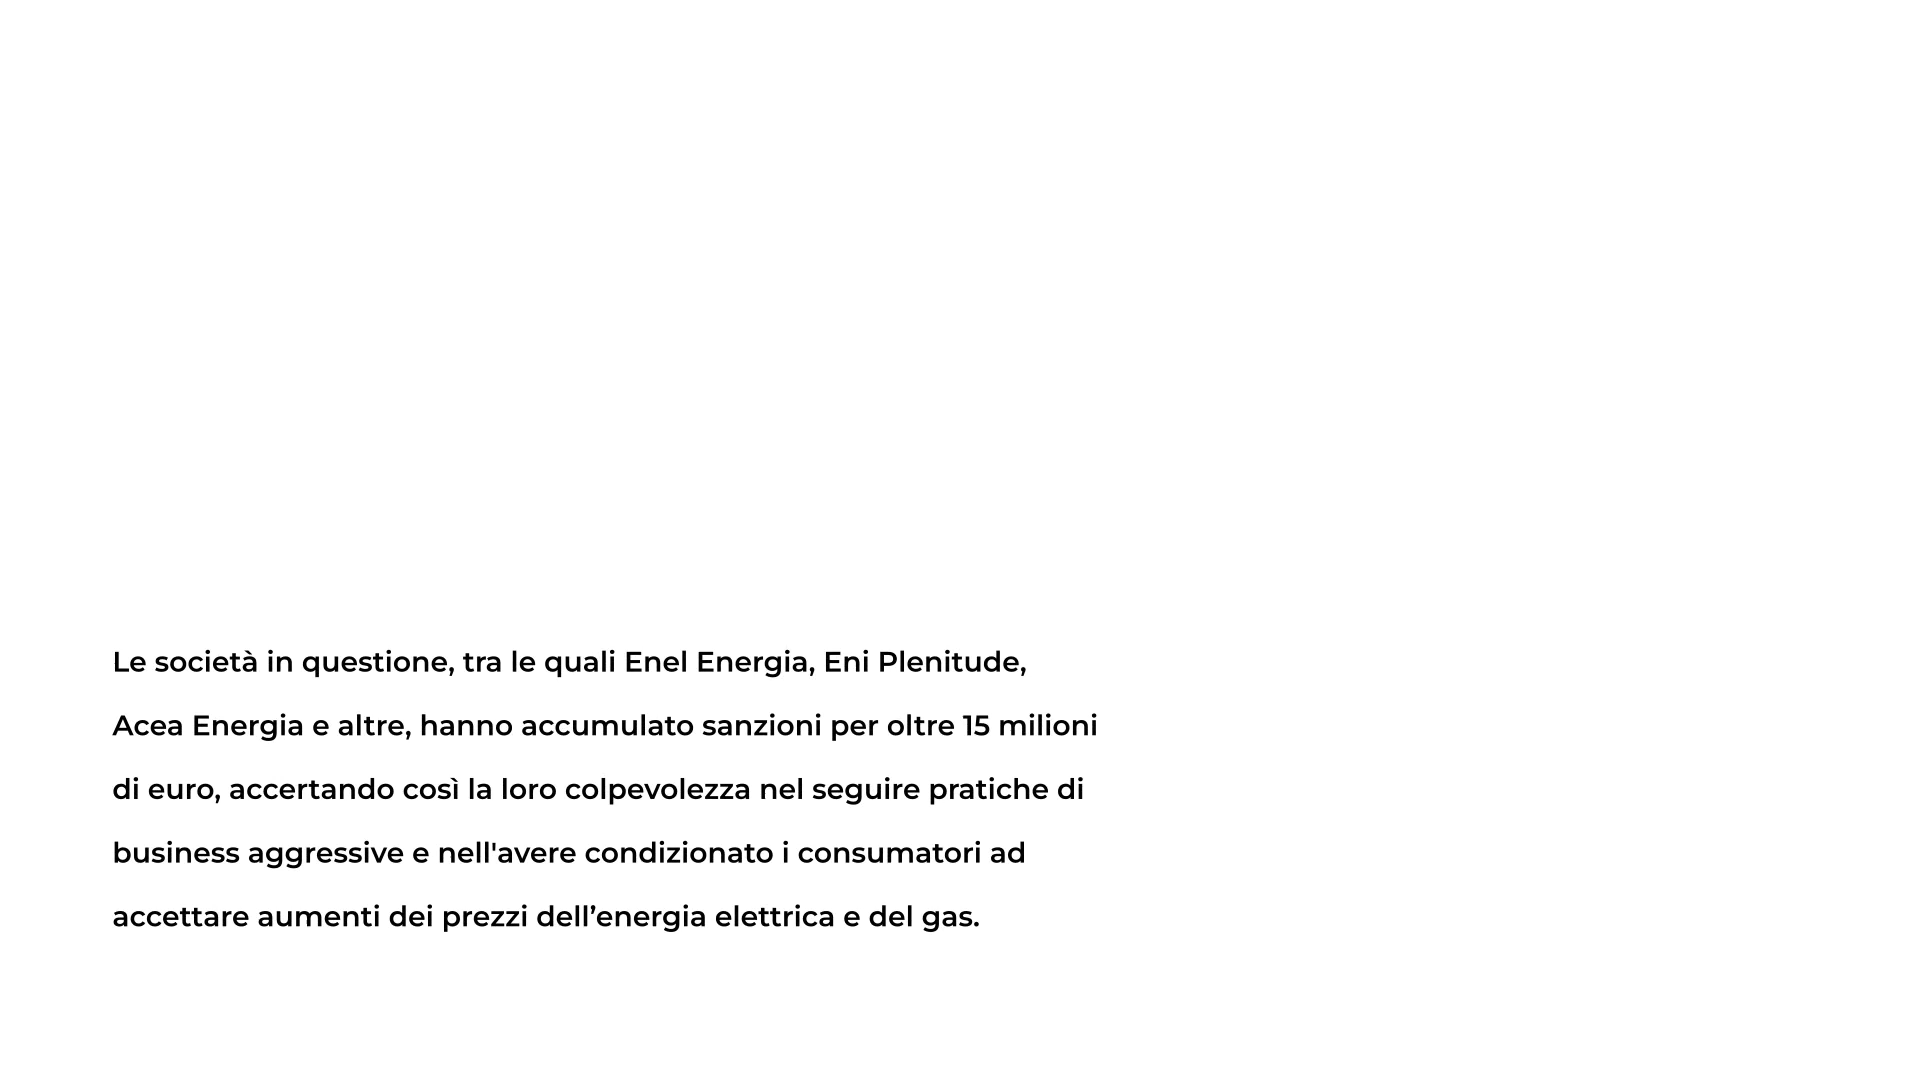 Le società in questione, tra le quali Enel Energia, Eni Plenitude,
Acea Energia e altre, hanno accumulato sanzioni per oltre 15 milioni
di euro, accertando così la loro colpevolezza nel seguire pratiche di
business aggressive e nell'avere condizionato i consumatori ad
accettare aumenti dei prezzi dell’energia elettrica e del gas.